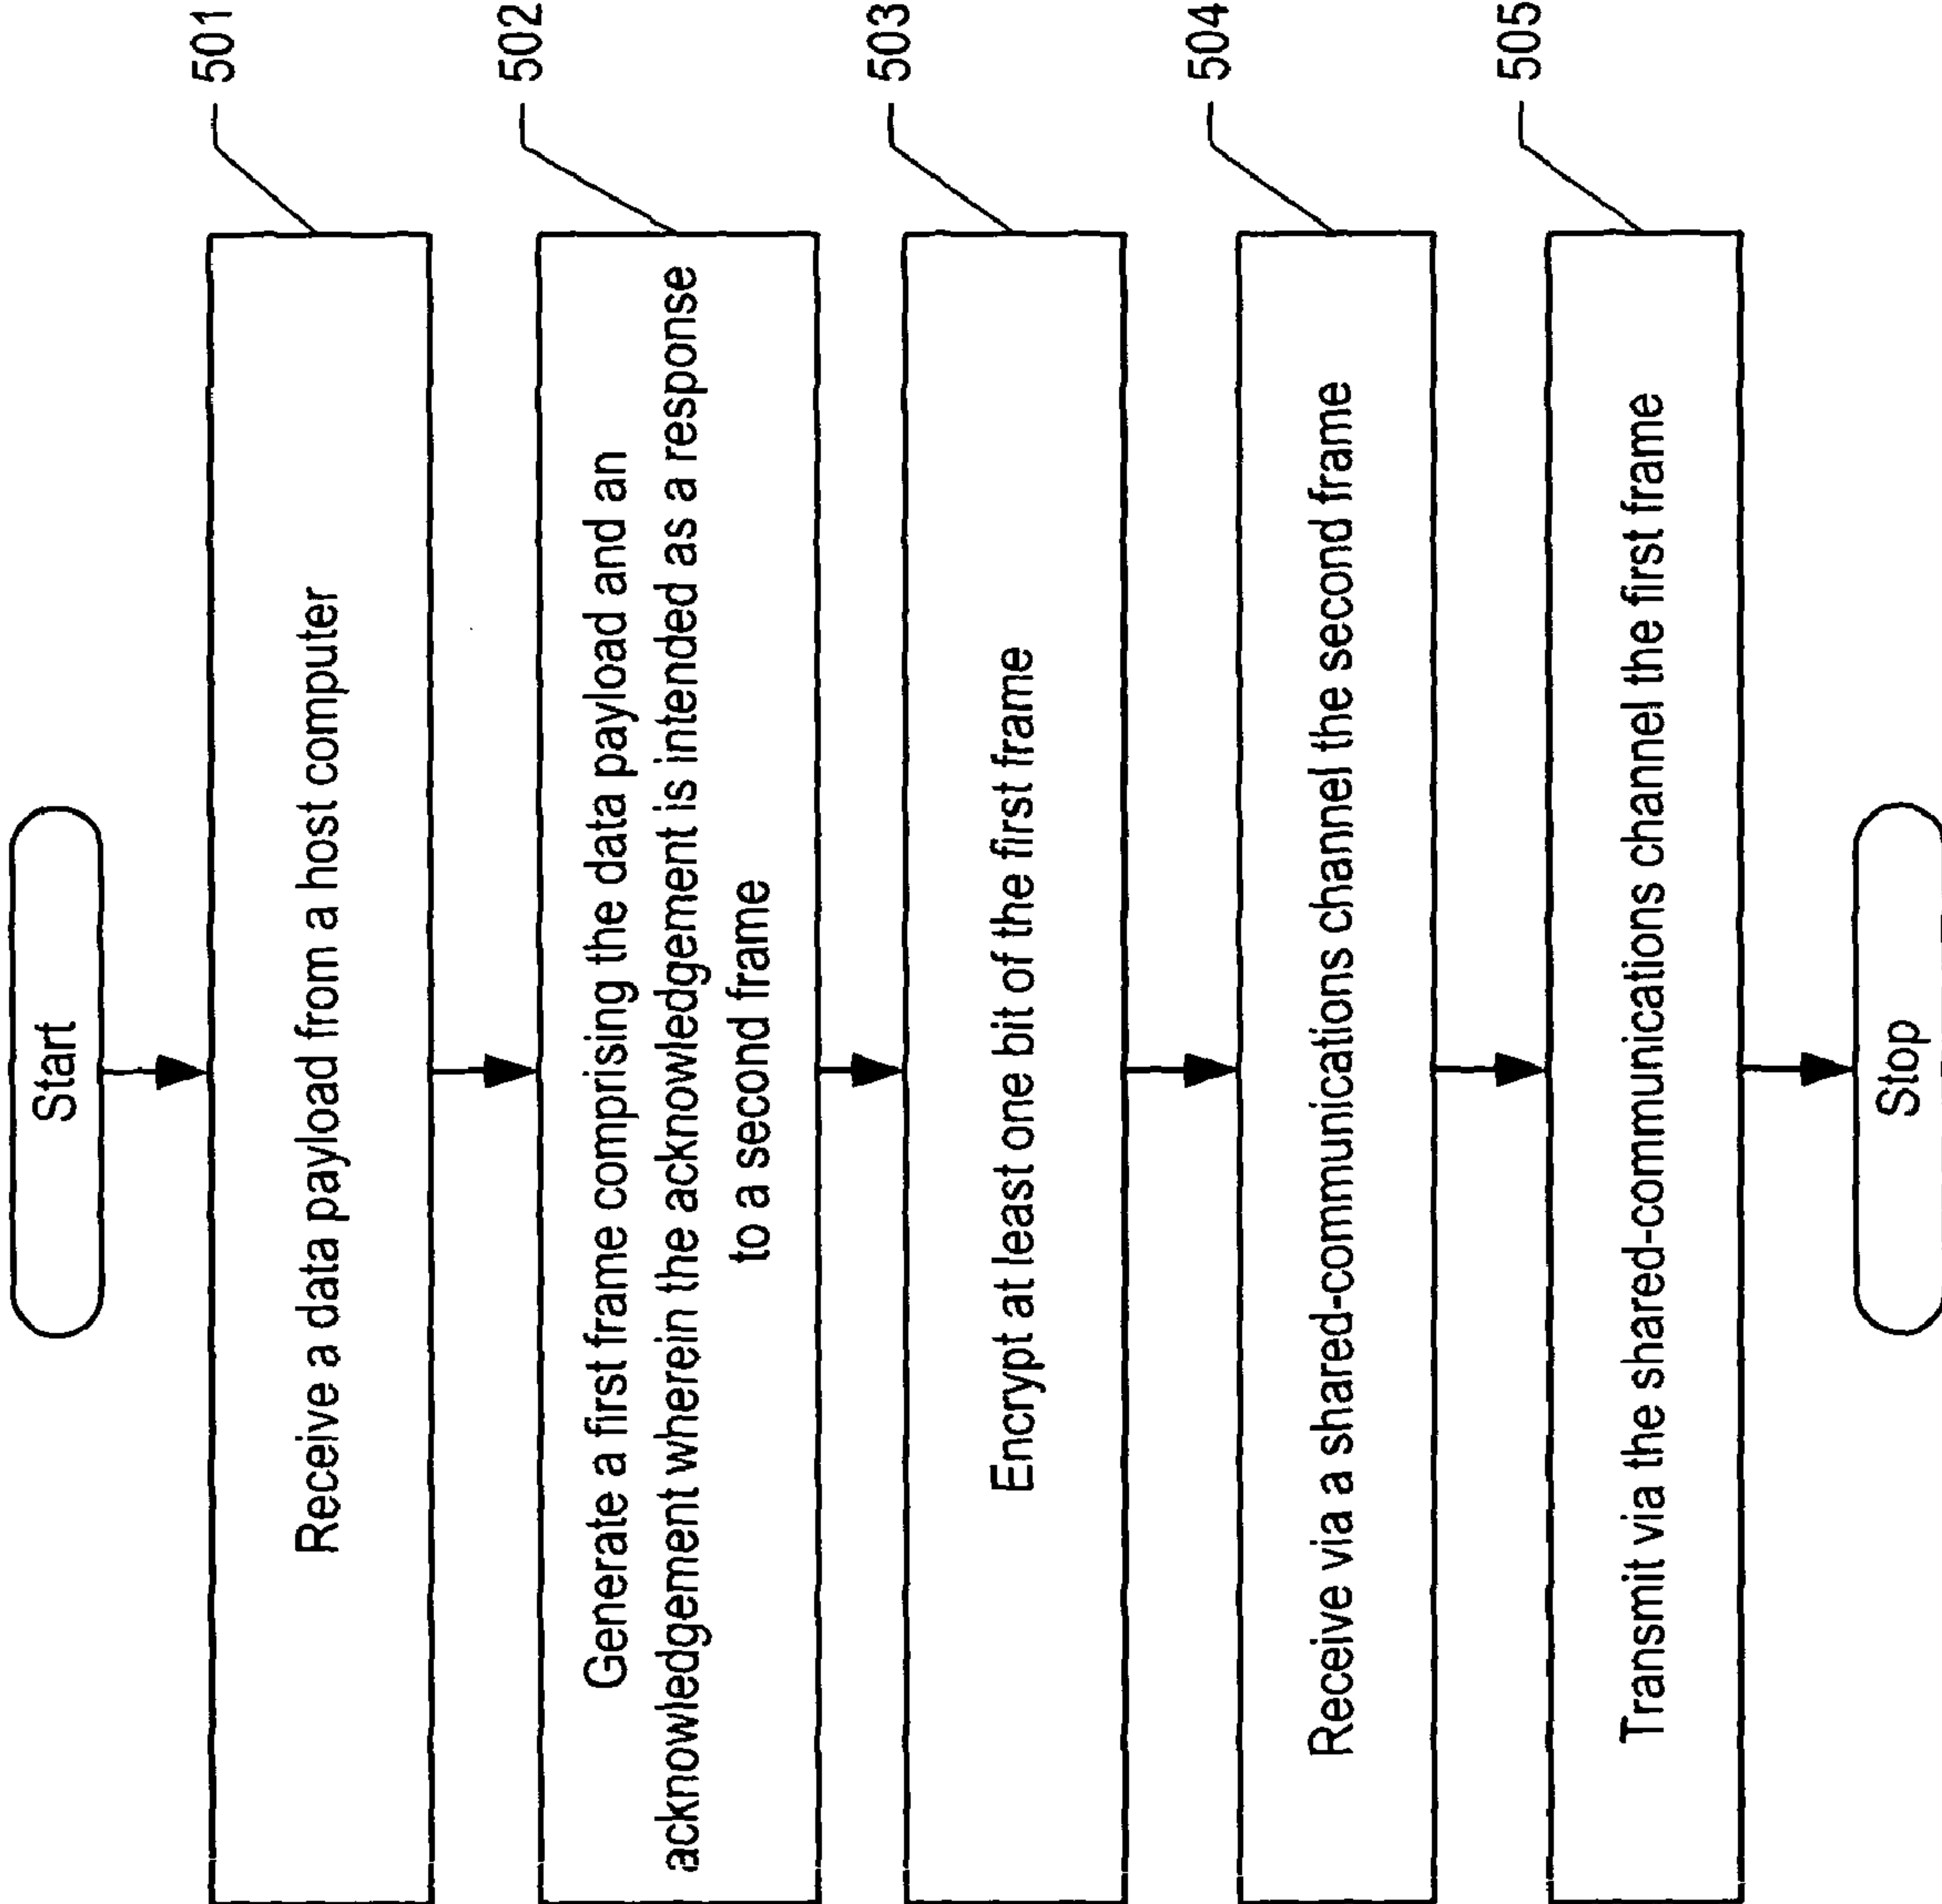 Start
Receive a data payload from a host computer
501
Generate a first frame comprising the data payload and an
acknowledgement wherein the acknowledgement is intended as a response
to a second frame
502
Encrypt at least one bit of the first frame
503
Receive via a shared-communications channel the second frame
504
Transmit via the shared-communications channel the first frame
505
Stop